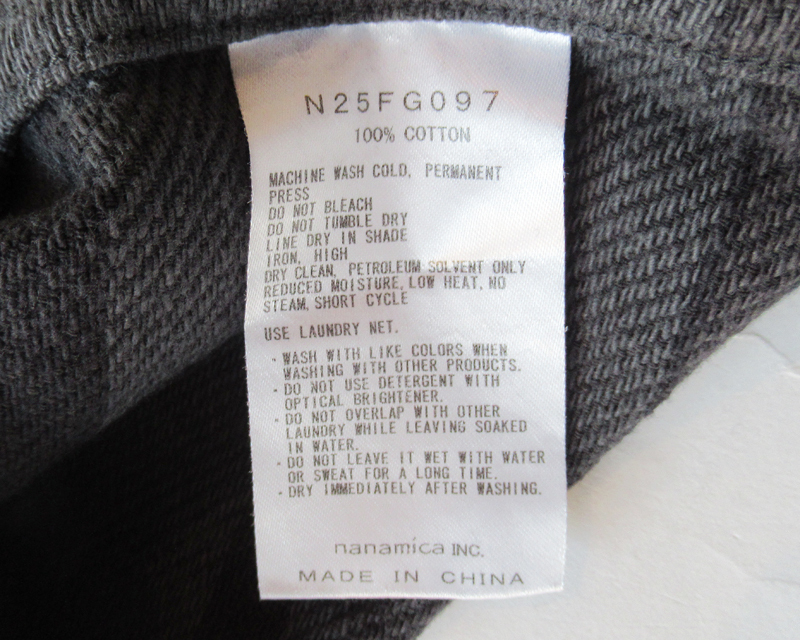 N25FG097
100% COTTON
MACHINE WASH COLD, PERMANENT
PRESS
DO NOT BLEACH
DO NOT TUMBLE DRY
LINE DRY IN SHADE
IRON, HIGH
DRY CLEAN, PETROLEUM SOLVENT ONLY
REDUCED MOISTURE, LOW HEAT, NO
STEAM, SHORT CYCLE
USE LAUNDRY NET.
・WASH WITH LIKE COLORS WHEN
WASHING WITH OTHER PRODUCTS.
・DO NOT USE DETERGENT WITH
OPTICAL BRIGHTENER.
・DO NOT OVERLAP WITH OTHER
LAUNDRY WHILE LEAVING SOAKED
IN WATER.
・DO NOT LEAVE IT WET WITH WATER
OR SWEAT FOR A LONG TIME.
・DRY IMMEDIATELY AFTER WASHING.
nanamica INC.
MADE IN CHINA